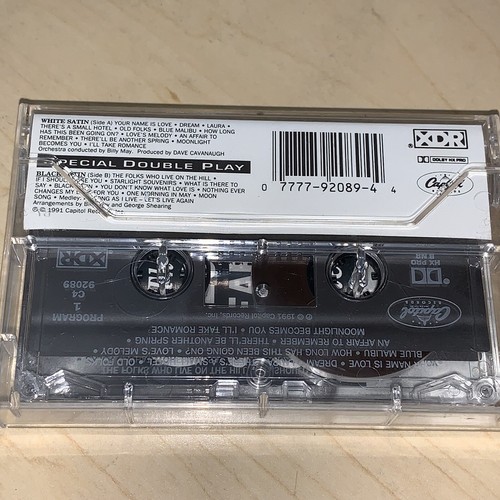 WHITE SATIN (Side A) YOUR NAME IS LOVE • DREAM • LAURA •
THERE'S A SMALL HOTEL • OLD FOLKS • BLUE MALIBU • HOW LONG
HAS THIS BEEN GOING ON? • LOVE'S MELODY • AN AFFAIR TO
REMEMBER • THERE'LL BE ANOTHER SPRING • MOONLIGHT
BECOMES YOU • I'LL TAKE ROMANCE
Orchestra conducted by Billy May. Produced by DAVE CAVANAUGH
SPECIAL DOUBLE PLAY
BLACK SATIN (Side B) THE FOLKS WHO LIVE ON THE HILL •
IF I SHOULD LOSE YOU • STARLIGHT SOUVENIRS • WHAT IS THERE TO
SAY • BLACK SATIN • YOU DON'T KNOW WHAT LOVE IS • NOTHING EVER
CHANGES MY LOVE FOR YOU • ONE MORNING IN MAY • MOON
SONG • Medley: AS LONG AS I LIVE – LET'S LIVE AGAIN
Arrangements by Billy May and George Shearing
℗ © 1991 Capitol Records
0 7777-92089-4 4
XDR
DOLBY HX PRO
Capitol
XDR
C4
92089
PROGRAM
1
1991 Capitol Records, Inc.
HX PRO
B NR
Capitol
RECORDS
YOUR NAME IS LOVE • DREAM •
BLUE MALIBU • HOW LONG HAS THIS BEEN GOING ON? • LOVE'S MELODY •
AN AFFAIR TO REMEMBER • THERE'LL BE ANOTHER SPRING •
MOONLIGHT BECOMES YOU • I'LL TAKE ROMANCE